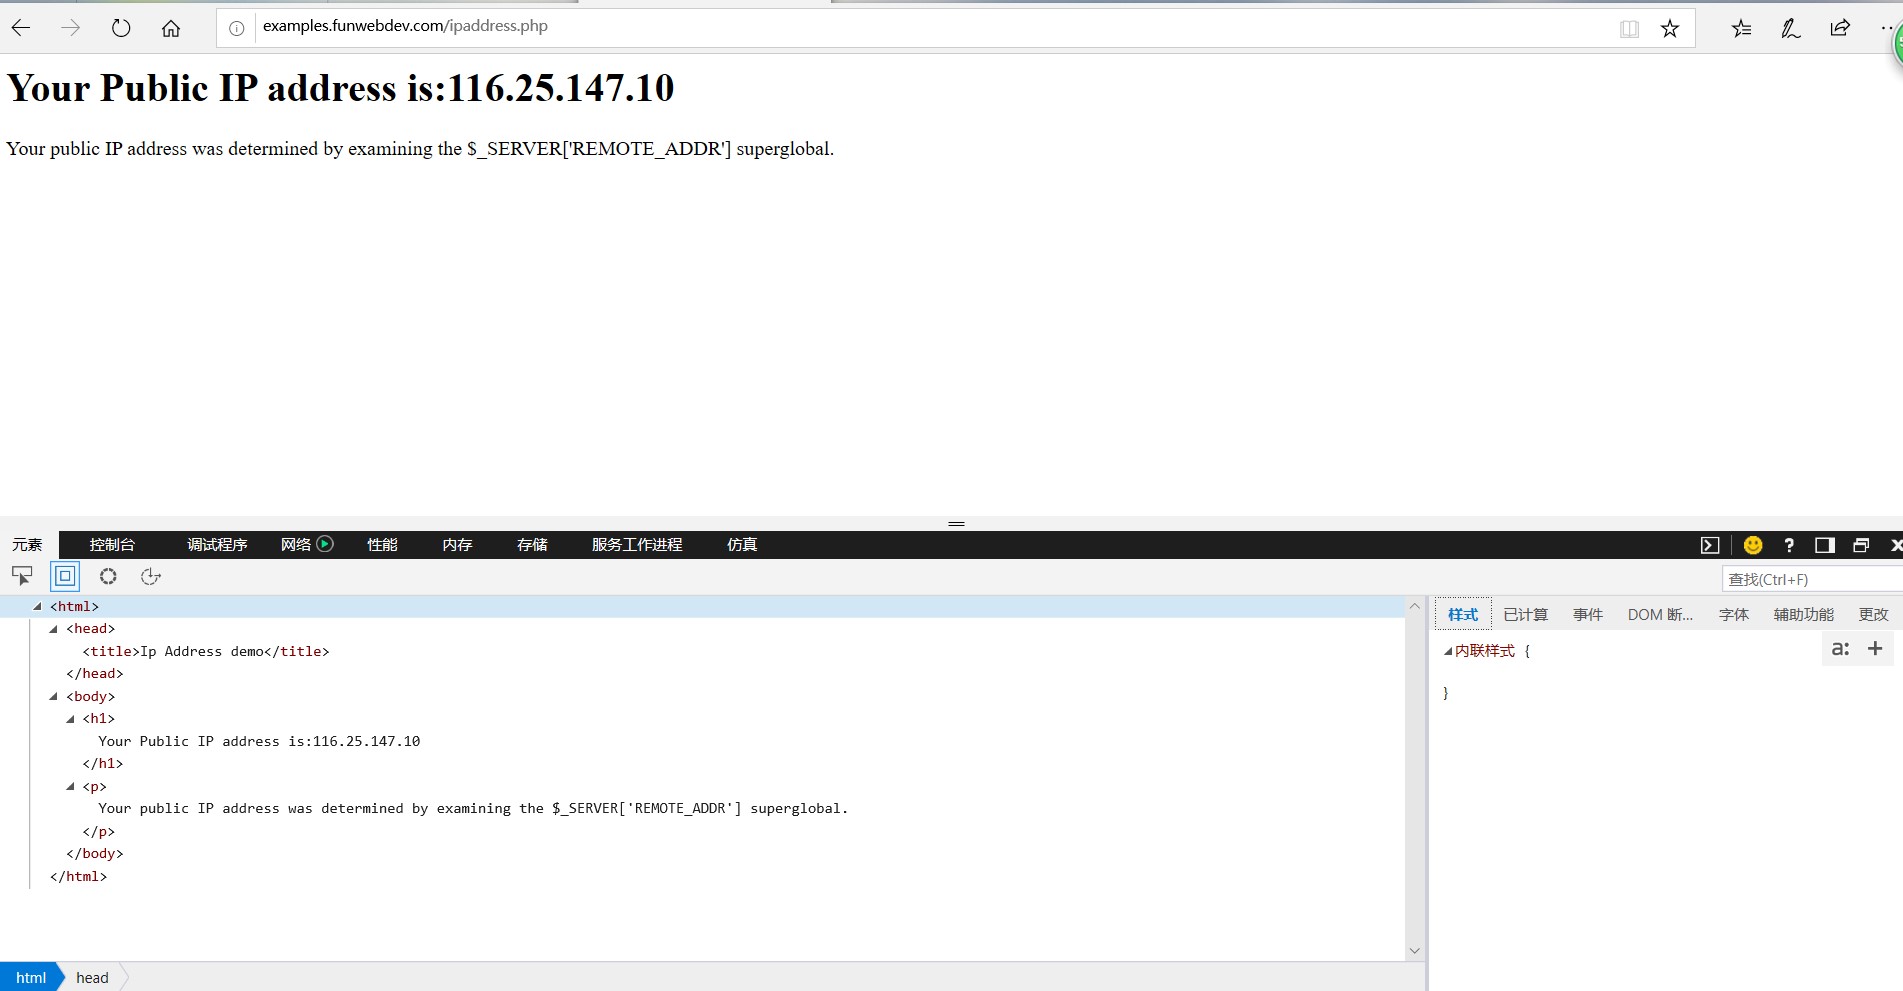 examples.funwebdev.com/ipaddress.php
Your Public IP address is:116.25.147.10
Your public IP address was determined by examining the $_SERVER['REMOTE_ADDR'] superglobal.
元素 控制台 调试程序 网络 性能 内存 存储 服务工作进程 仿真
查找(Ctrl+F)
<html>
<head>
<title>Ip Address demo</title>
</head>
<body>
<h1>
Your Public IP address is:116.25.147.10
</h1>
<p>
Your public IP address was determined by examining the $_SERVER['REMOTE_ADDR'] superglobal.
</p>
</body>
</html>
html head
样式 已计算 事件 DOM 断... 字体 辅助功能 更改
内联样式 {
a: +
}